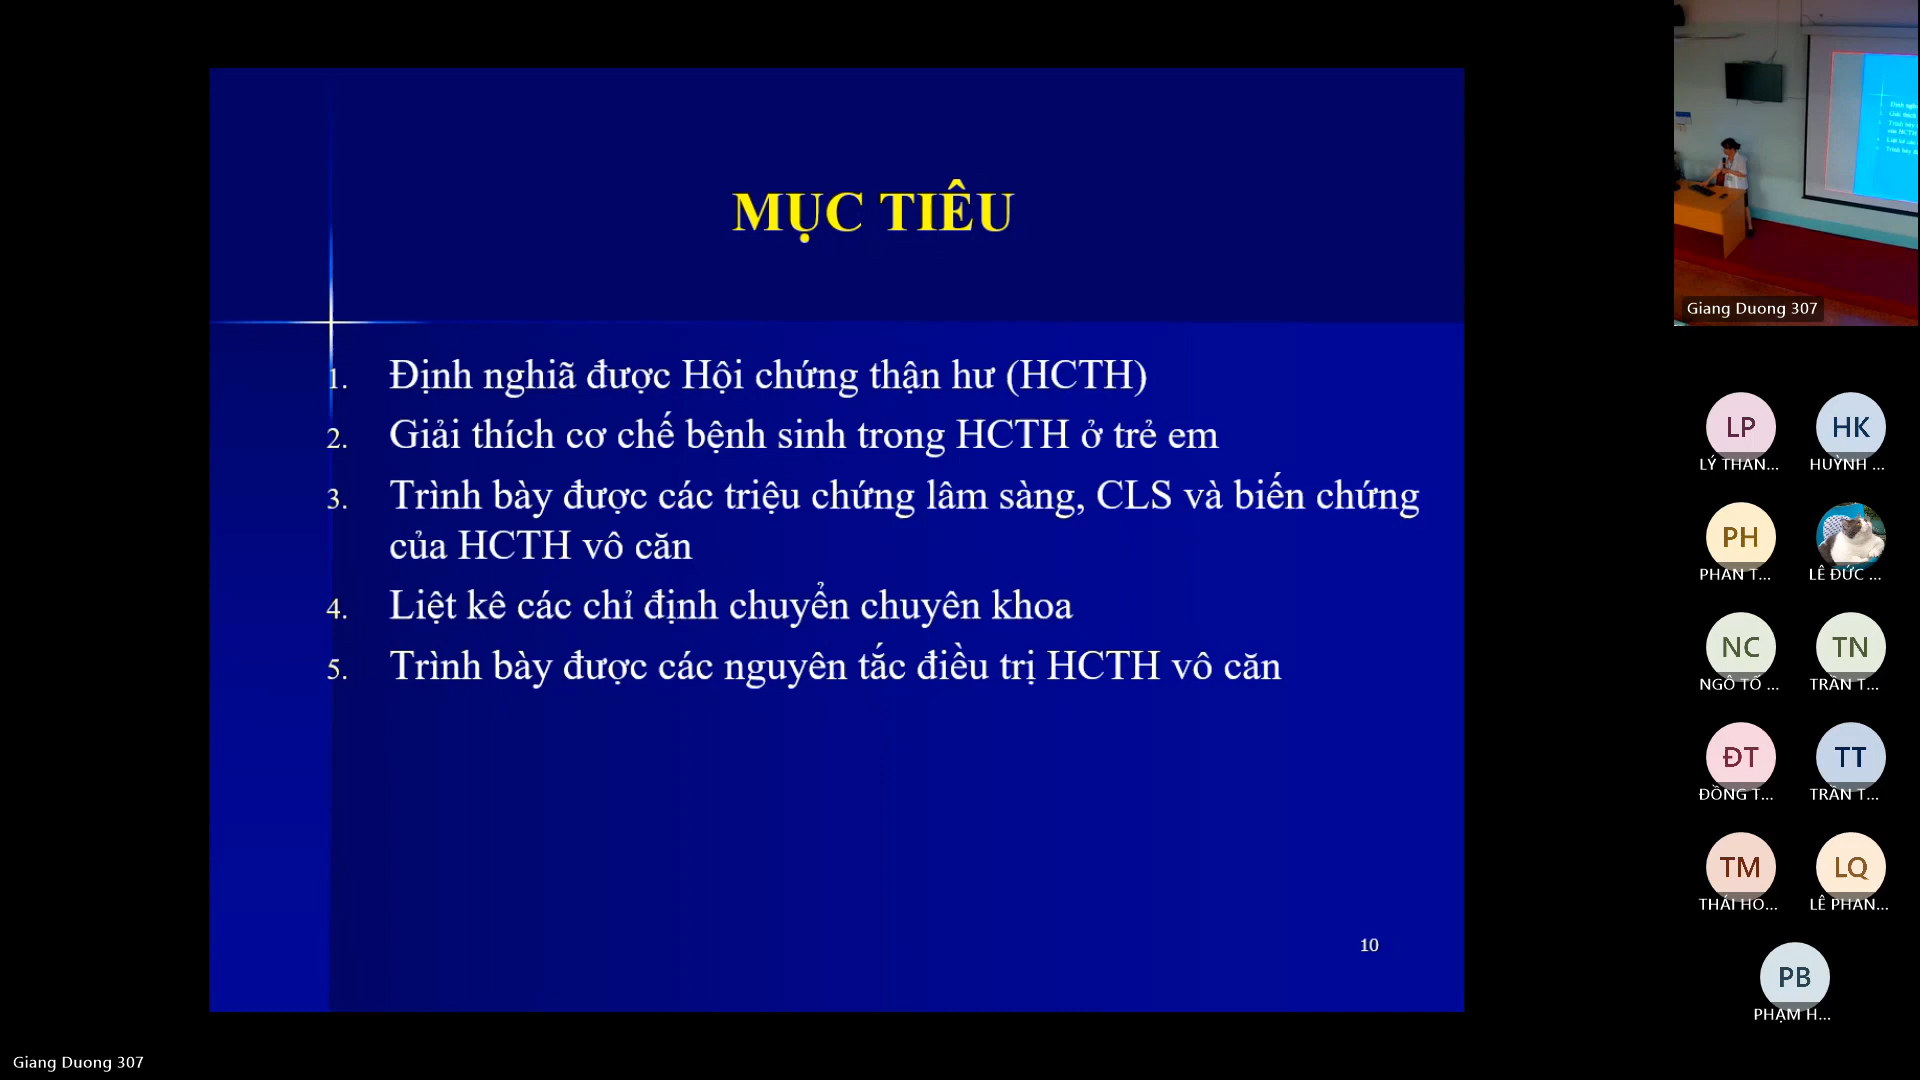 MỤC TIÊU
1. Định nghiã được Hội chứng thận hư (HCTH)
2. Giải thích cơ chế bệnh sinh trong HCTH ở trẻ em
3. Trình bày được các triệu chứng lâm sàng, CLS và biến chứng
của HCTH vô căn
4. Liệt kê các chỉ định chuyển chuyên khoa
5. Trình bày được các nguyên tắc điều trị HCTH vô căn
10
Giang Duong 307
Giang Duong 307
LP
LÝ THAN...
HK
HUỲNH ...
PH
PHAN T...
LÊ ĐỨC ...
NC
NGÔ TỐ ...
TN
TRẦN T...
ĐT
ĐỒNG T...
TT
TRẦN T...
TM
THÁI HO...
LQ
LÊ PHAN...
PB
PHẠM H...